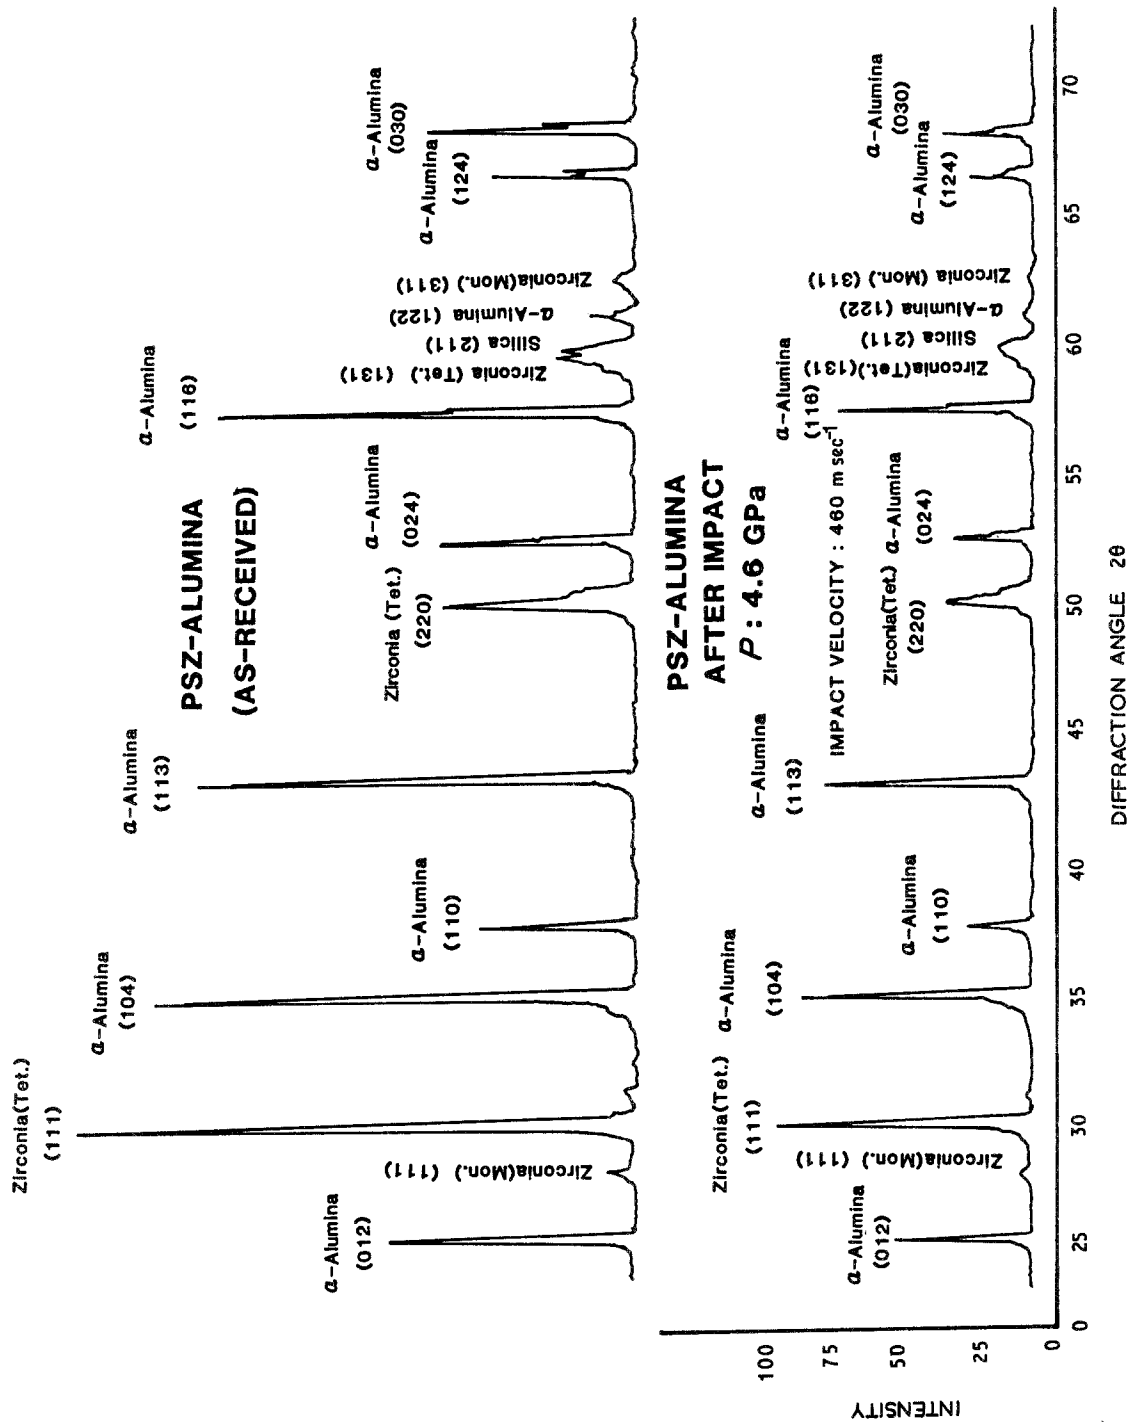 PSZ-ALUMINA
(AS-RECEIVED)
α-Alumina
(012)
Zirconia(Mon.) (111)
Zirconia(Tet.)
(111)
α-Alumina
(104)
α-Alumina
(110)
α-Alumina
(113)
Zirconia (Tet.)
(220)
α-Alumina
(024)
α-Alumina
(116)
Zirconia (Tet.) (131)
Silica (211)
α-Alumina (122)
Zirconia(Mon.) (311)
α-Alumina
(124)
α-Alumina
(030)
PSZ-ALUMINA
AFTER IMPACT
P : 4.6 GPa
IMPACT VELOCITY : 460 m sec⁻¹
α-Alumina
(012)
Zirconia(Mon.) (111)
Zirconia(Tet.)
(111)
α-Alumina
(104)
α-Alumina
(110)
α-Alumina
(113)
Zirconia(Tet.)
(220)
α-Alumina
(024)
α-Alumina
(116)
Zirconia(Tet.)(131)
Silica (211)
α-Alumina (122)
Zirconia (Mon.) (311)
α-Alumina
(124)
α-Alumina
(030)
INTENSITY
100
75
50
25
0
0 25 30 35 40 45 50 55 60 65 70
DIFFRACTION ANGLE 2θ